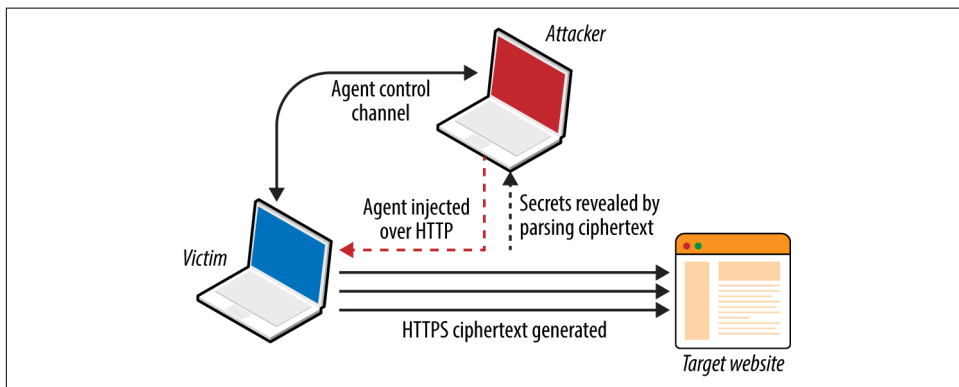 Attacker
Agent control
channel
Agent injected
over HTTP
Secrets revealed by
parsing ciphertext
Victim
HTTPS ciphertext generated
Target website